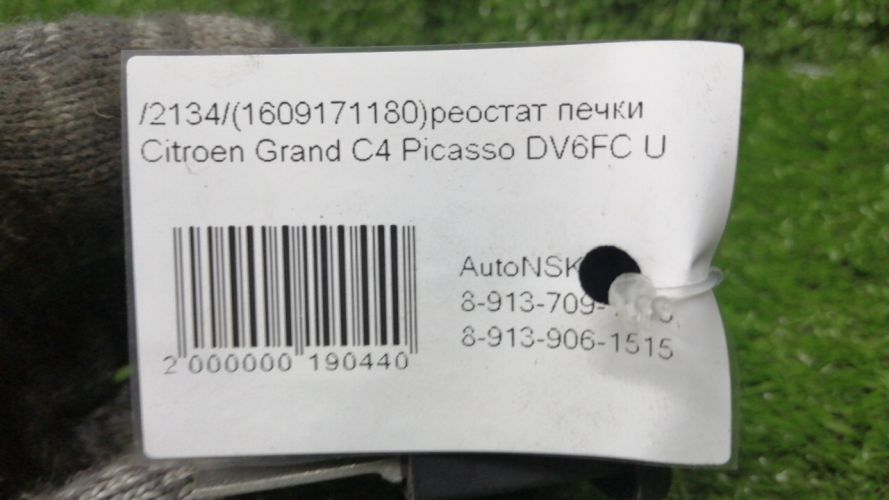 /2134/(1609171180)реостат печки
Citroen Grand C4 Picasso DV6FC U
AutoNSK
8-913-709-
8-913-906-1515
2 000000 190440